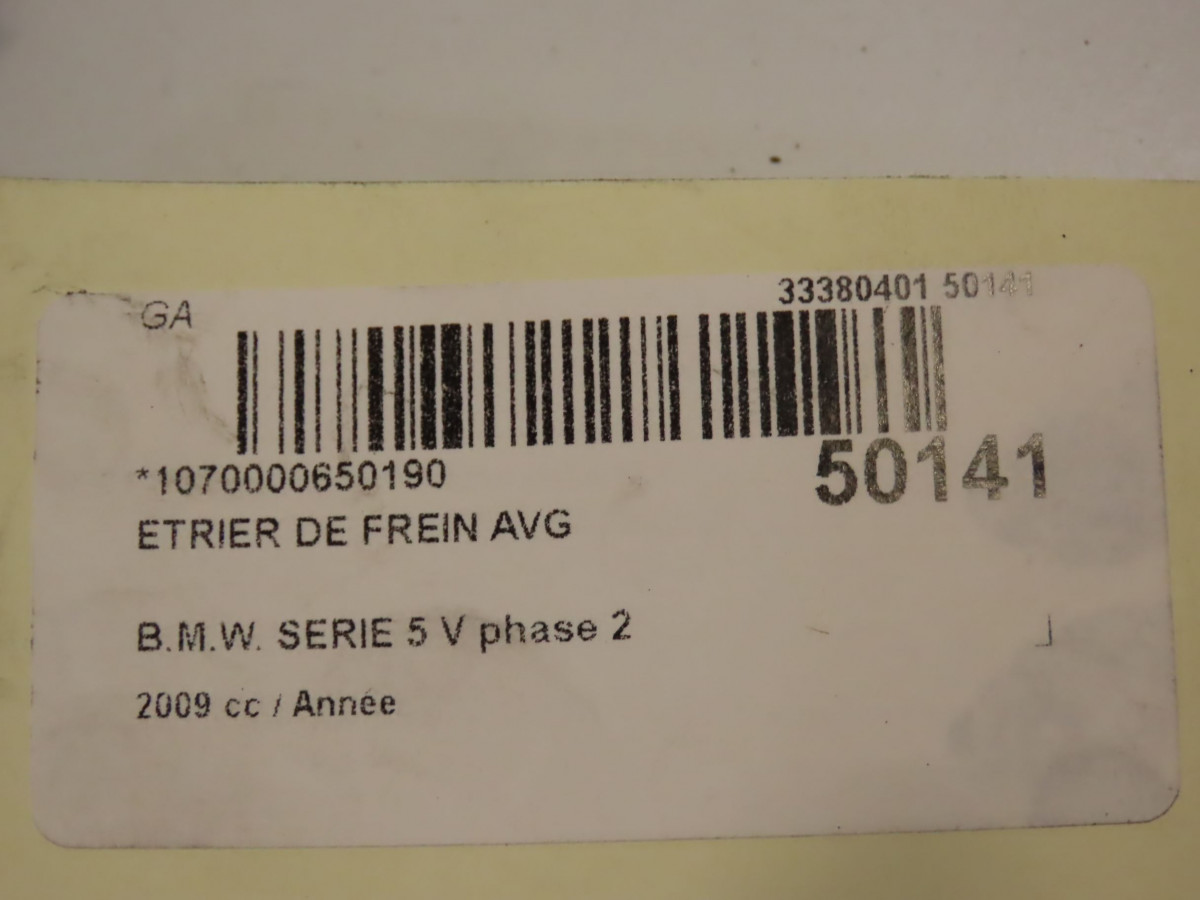 GA
33380401 50141
*1070000650190
50141
ETRIER DE FREIN AVG
B.M.W. SERIE 5 V phase 2
2009 cc / Année